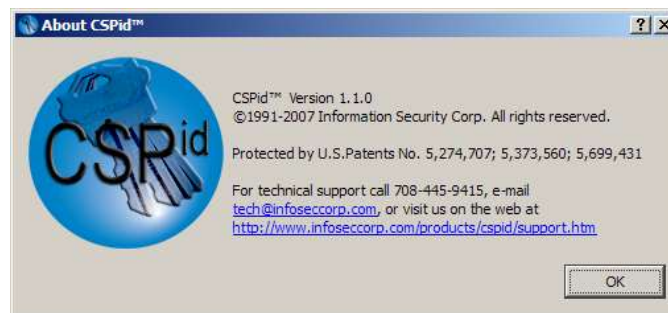 About CSPid™
CSPid
CSPid™ Version 1.1.0
©1991-2007 Information Security Corp. All rights reserved.
Protected by U.S.Patents No. 5,274,707; 5,373,560; 5,699,431
For technical support call 708-445-9415, e-mail
tech@infoseccorp.com, or visit us on the web at
http://www.infoseccorp.com/products/cspid/support.htm
OK